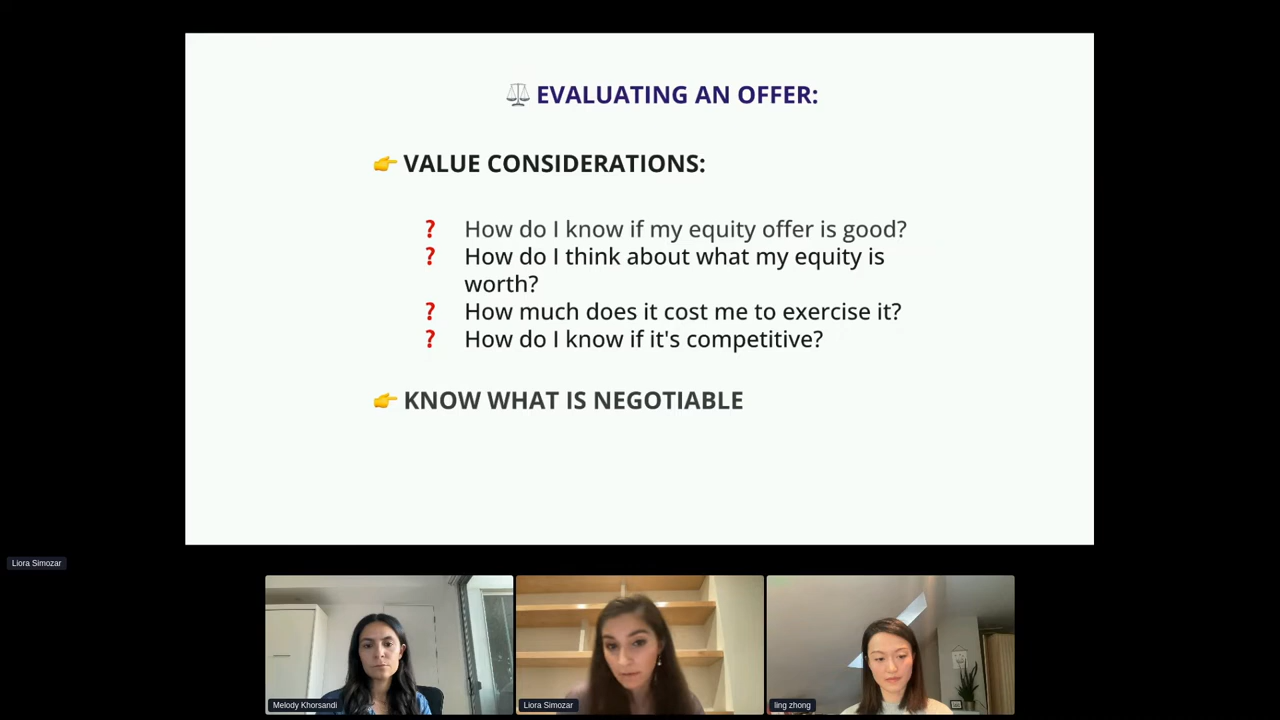 ⚖️ EVALUATING AN OFFER:
👉 VALUE CONSIDERATIONS:
❓ How do I know if my equity offer is good?
❓ How do I think about what my equity is
worth?
❓ How much does it cost me to exercise it?
❓ How do I know if it's competitive?
👉 KNOW WHAT IS NEGOTIABLE
Liora Simozar
Melody Khorsandi
Liora Simozar
ling zhong